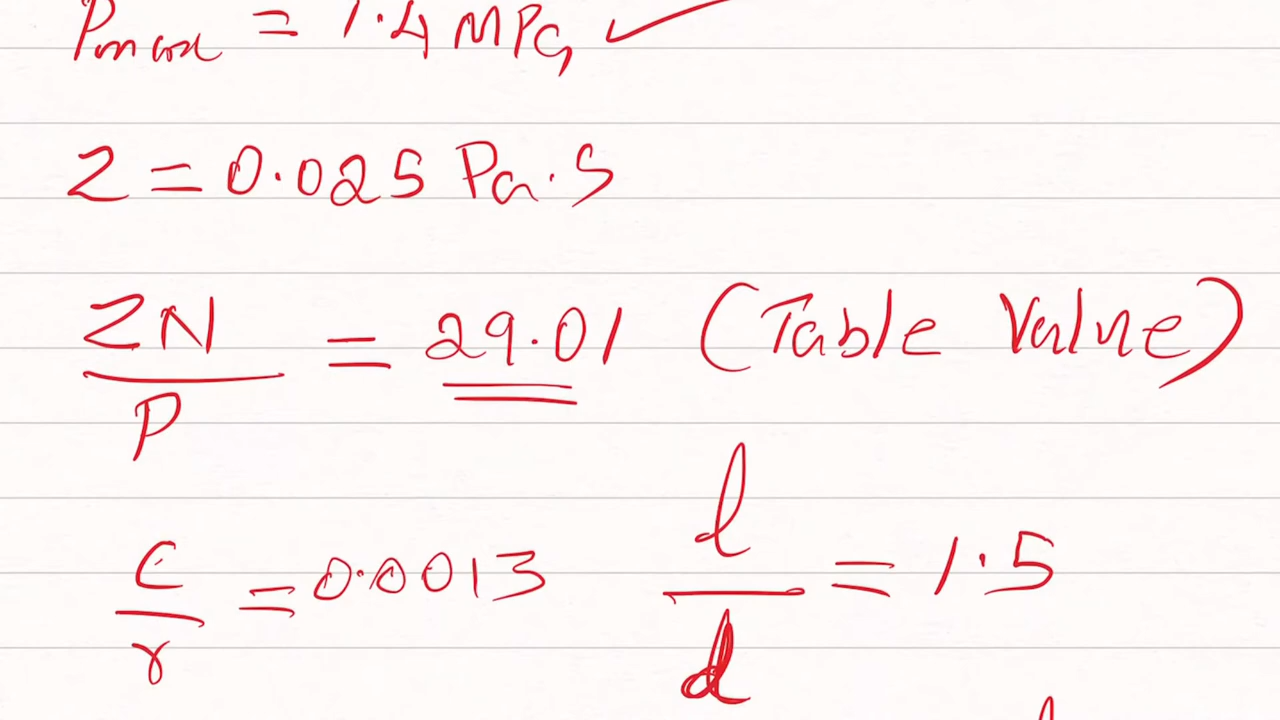 Pmax = 1.4 MPa ✓
Z = 0.025 Pa.S
ZN/P = 29.01 (Table Value)
c/r = 0.0013 l/d = 1.5